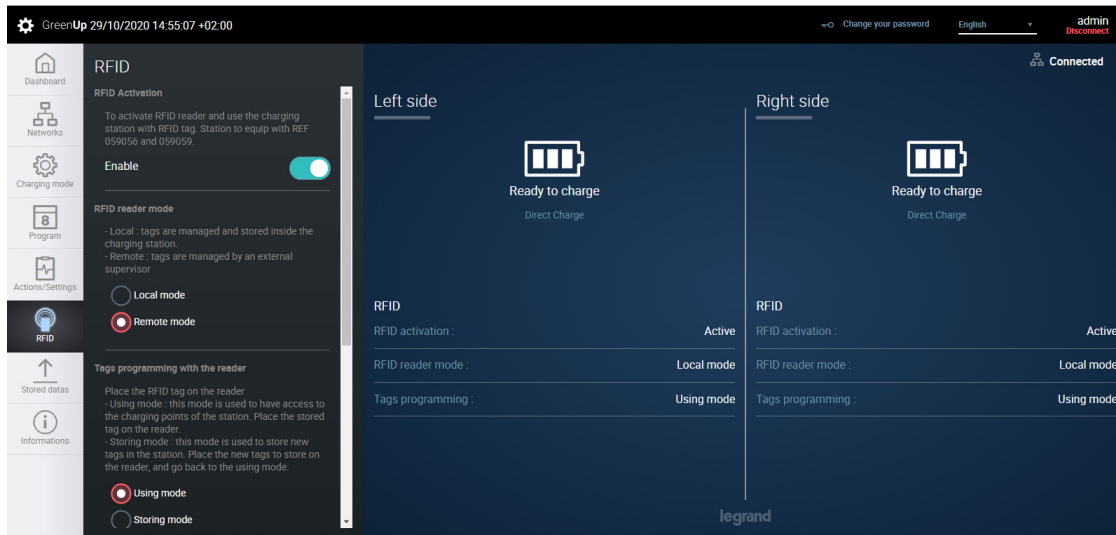 GreenUp 29/10/2020 14:55:07 +02:00
Change your password
English
admin
Disconnect
Dashboard
Networks
Charging mode
8
Program
Actions/Settings
RFID
Stored datas
Informations
RFID
RFID Activation
To activate RFID reader and use the charging
station with RFID tag. Station to equip with REF
059056 and 059059.
Enable
RFID reader mode
- Local : tags are managed and stored inside the
charging station.
- Remote : tags are managed by an external
supervisor
Local mode
Remote mode
Tags programming with the reader
Place the RFID tag on the reader
- Using mode : this mode is used to have access to
the charging points of the station. Place the stored
tag on the reader.
- Storing mode : this mode is used to store new
tags in the station. Place the new tags to store on
the reader, and go back to the using mode.
Using mode
Storing mode
Connected
Left side
Ready to charge
Direct Charge
RFID
RFID activation : Active
RFID reader mode : Local mode
Tags programming : Using mode
Right side
Ready to charge
Direct Charge
RFID
RFID activation : Active
RFID reader mode : Local mode
Tags programming : Using mode
legrand